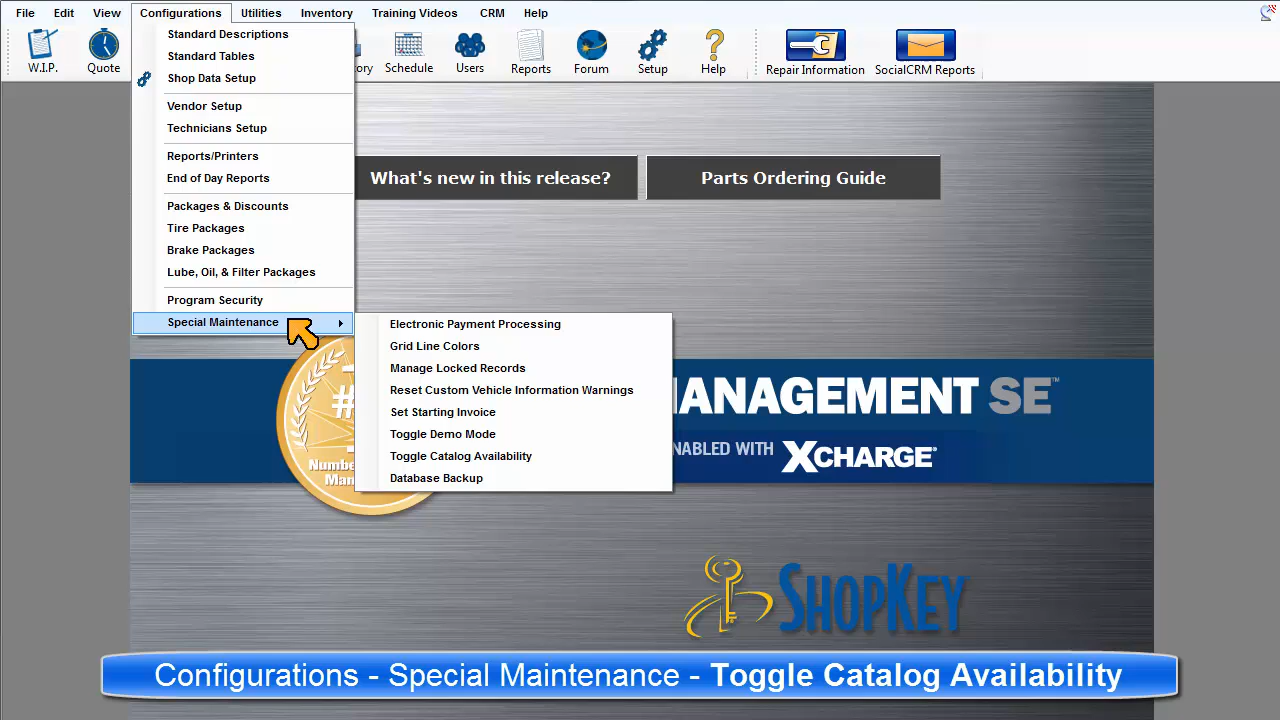 File Edit View Configurations Utilities Inventory Training Videos CRM Help
W.I.P. Quote ory Schedule Users Reports Forum Setup Help Repair Information SocialCRM Reports
Standard Descriptions
Standard Tables
Shop Data Setup
Vendor Setup
Technicians Setup
Reports/Printers
End of Day Reports
Packages & Discounts
Tire Packages
Brake Packages
Lube, Oil, & Filter Packages
Program Security
Special Maintenance
Electronic Payment Processing
Grid Line Colors
Manage Locked Records
Reset Custom Vehicle Information Warnings
Set Starting Invoice
Toggle Demo Mode
Toggle Catalog Availability
Database Backup
What's new in this release? Parts Ordering Guide
#
Numbe
Man
MANAGEMENT SE™
NABLED WITH XCHARGE®
SHOPKEY
Configurations - Special Maintenance - Toggle Catalog Availability